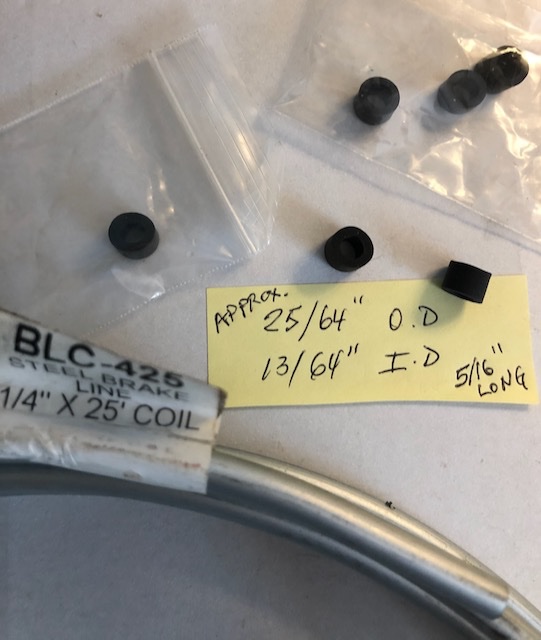 APPROX.
25/64" O.D
13/64" I.D
5/16"
LONG
BLC-425
STEEL BRAKE
LINE
1/4" X 25' COIL